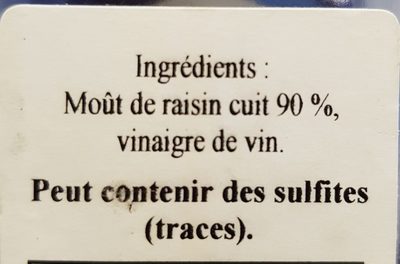 Ingrédients :
Moût de raisin cuit 90 %,
vinaigre de vin.
Peut contenir des sulfites
(traces).